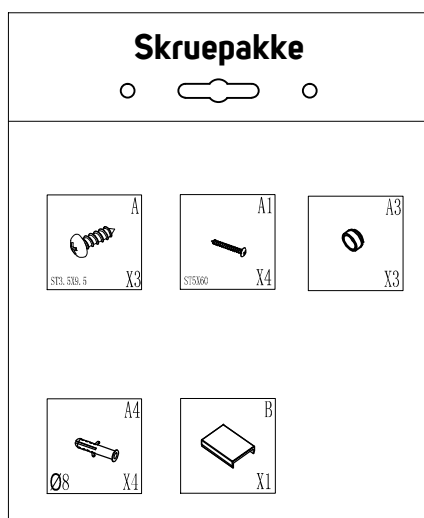 Skruepakke
A
ST3.5X9.5 X3
A1
ST5X60 X4
A3
X3
A4
Ø8 X4
B
X1